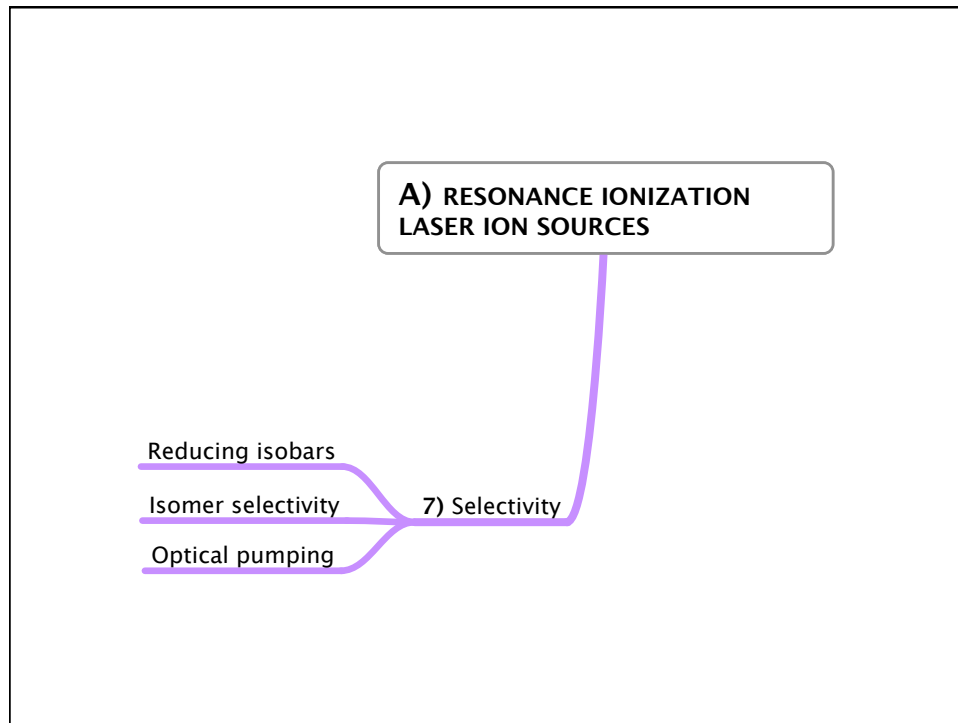 A) RESONANCE IONIZATION
LASER ION SOURCES
Reducing isobars
Isomer selectivity
7) Selectivity
Optical pumping